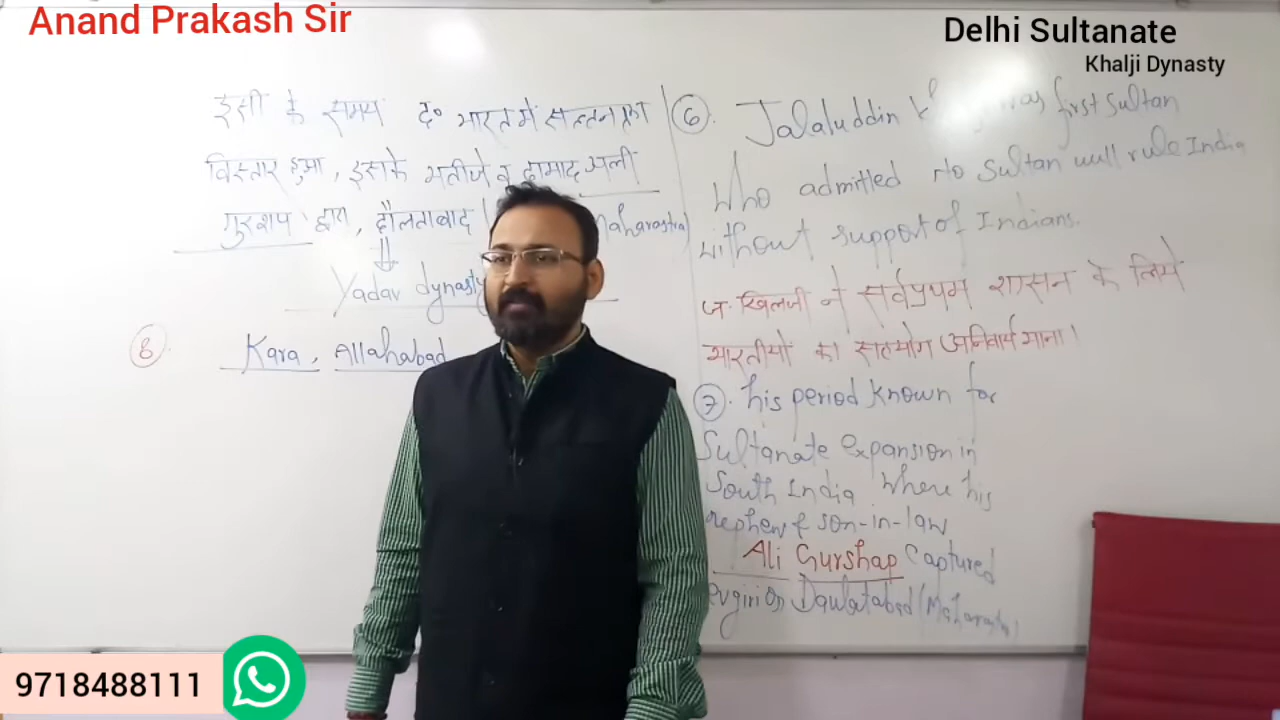 Anand Prakash Sir
Delhi Sultanate
Khalji Dynasty
इसी के समय द० भारत में सल्तनत का
विस्तार हुआ, इसके भतीजे व दामाद अली
गुरशप द्वारा, दौलताबाद
Maharastra)
Yadav dynasty
8. Kara, Allahabad
6. Jalaluddin was first Sultan
Who admitted No Sultan will rule India
without support of Indians.
ज. खिलजी ने सर्वप्रथम शासन के लिये
भारतीयों का सहयोग अनिवार्य माना।
7. his period known for
Sultanate expansion in
South India where his
nephew & son-in-law
Ali Gurshap Captured
Daulatabad (Maharastra)
9718488111